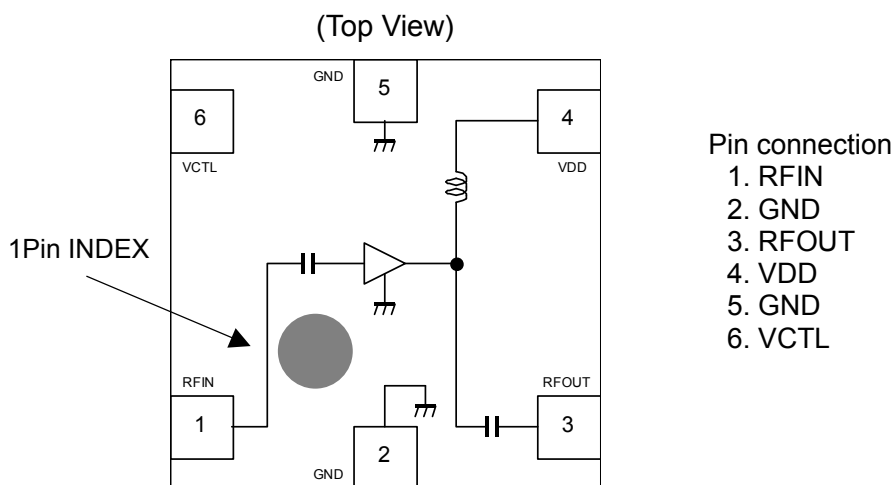 (Top View)
GND
5
6
4
VCTL
VDD
Pin connection
1. RFIN
2. GND
3. RFOUT
4. VDD
5. GND
6. VCTL
1Pin INDEX
RFIN
RFOUT
1
2
3
GND